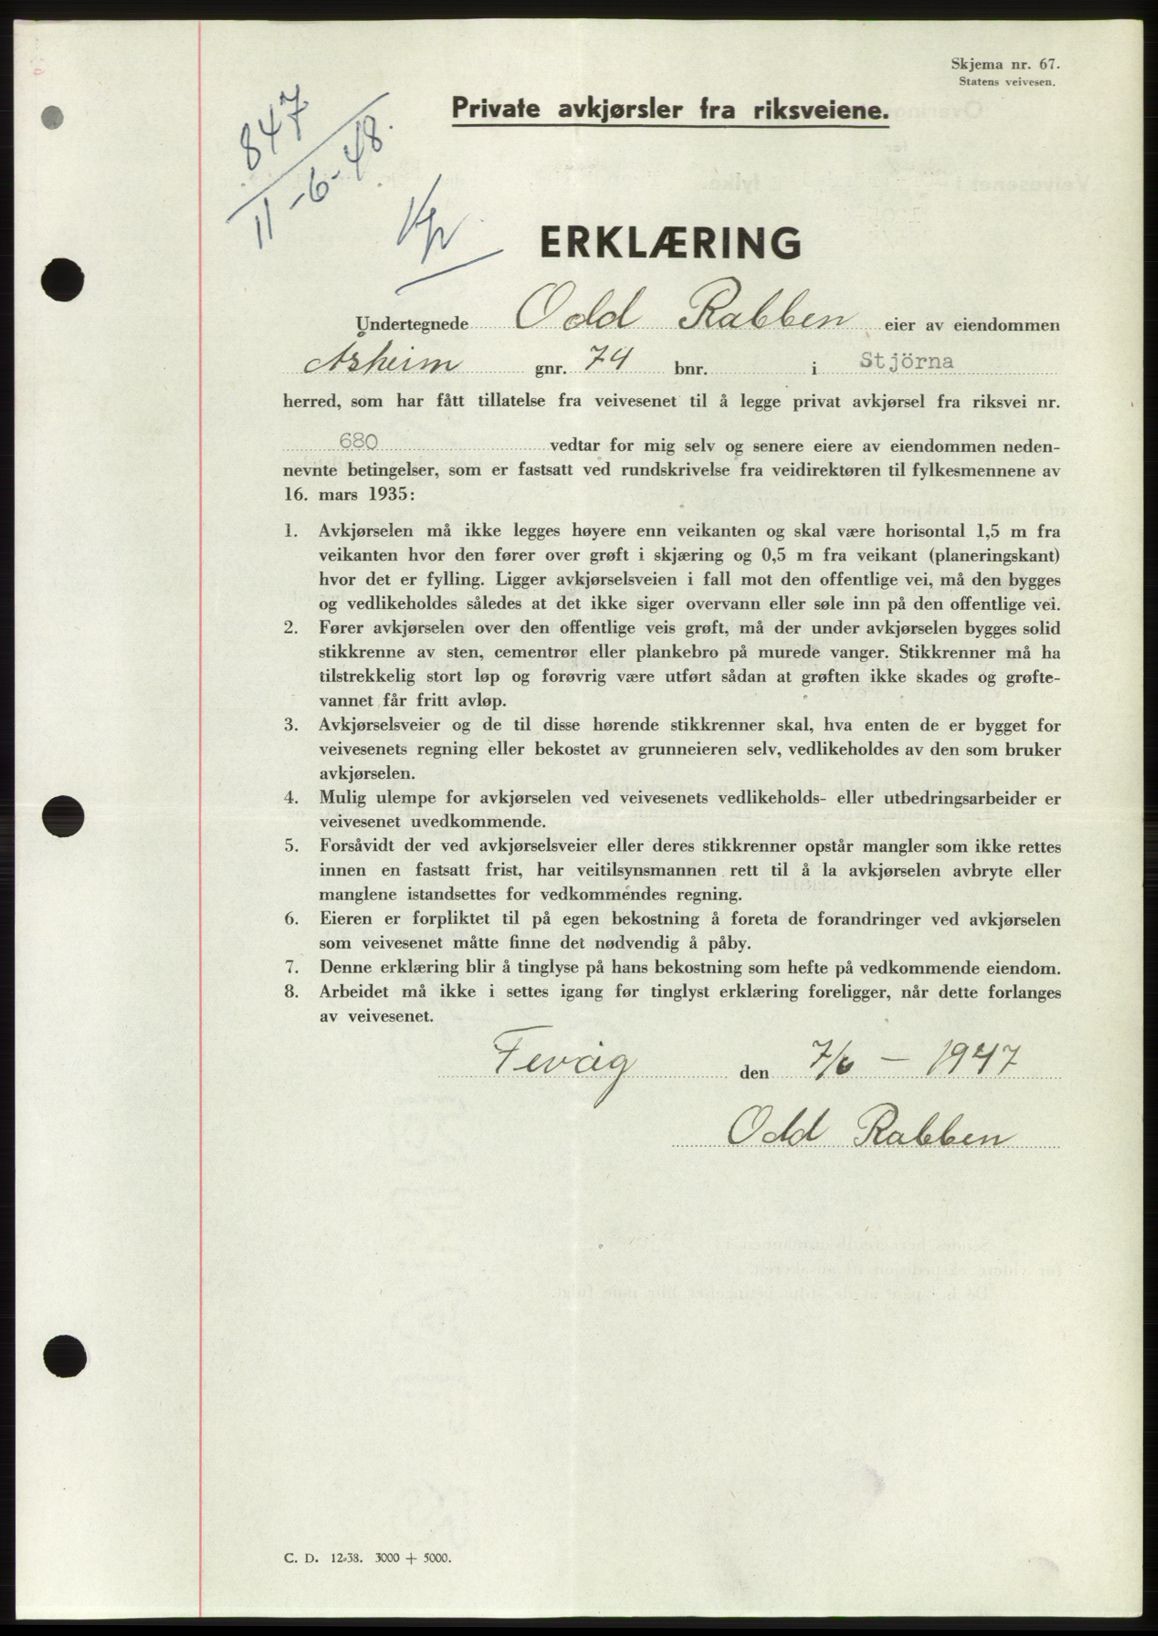 Skjema nr. 67.
Statens veivesen.
Private avkjørsler fra riksveiene.
847
11-6-48.
ERKLÆRING
Undertegnede Odd Rabben eier av eiendommen
Åsheim gnr. 74 bnr. i Stjörna
herred, som har fått tillatelse fra veivesenet til å legge privat avkjørsel fra riksvei nr.
680 vedtar for mig selv og senere eiere av eiendommen neden-
nevnte betingelser, som er fastsatt ved rundskrivelse fra veidirektøren til fylkesmennene av
16. mars 1935:
1. Avkjørselen må ikke legges høyere enn veikanten og skal være horisontal 1,5 m fra
veikanten hvor den fører over grøft i skjæring og 0,5 m fra veikant (planeringskant)
hvor det er fylling. Ligger avkjørselsveien i fall mot den offentlige vei, må den bygges
og vedlikeholdes således at det ikke siger overvann eller søle inn på den offentlige vei.
2. Fører avkjørselen over den offentlige veis grøft, må der under avkjørselen bygges solid
stikkrenne av sten, cementrør eller plankebro på murede vanger. Stikkrenner må ha
tilstrekkelig stort løp og forøvrig være utført sådan at grøften ikke skades og grøfte-
vannet får fritt avløp.
3. Avkjørselsveier og de til disse hørende stikkrenner skal, hva enten de er bygget for
veivesenets regning eller bekostet av grunneieren selv, vedlikeholdes av den som bruker
avkjørselen.
4. Mulig ulempe for avkjørselen ved veivesenets vedlikeholds- eller utbedringsarbeider er
veivesenet uvedkommende.
5. Forsåvidt der ved avkjørselsveier eller deres stikkrenner opstår mangler som ikke rettes
innen en fastsatt frist, har veitilsynsmannen rett til å la avkjørselen avbryte eller
manglene istandsettes for vedkommendes regning.
6. Eieren er forpliktet til på egen bekostning å foreta de forandringer ved avkjørselen
som veivesenet måtte finne det nødvendig å påby.
7. Denne erklæring blir å tinglyse på hans bekostning som hefte på vedkommende eiendom.
8. Arbeidet må ikke i settes igang før tinglyst erklæring foreligger, når dette forlanges
av veivesenet.
Fevåg den 7/6 - 1947
Odd Rabben
C. D. 12-38. 3000 + 5000.